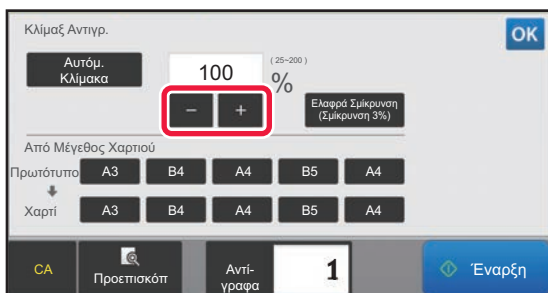 Κλίμαξ Αντιγρ.
OK
Αυτόμ.
Κλίμακα
100
( 25~200 )
%
− +
Ελαφρά Σμίκρυνση
(Σμίκρυνση 3%)
Από Μέγεθος Χαρτιού
Πρωτότυπο A3 B4 A4 B5 A4
Χαρτί A3 B4 A4 B5 A4
CA
Προεπισκόπ
Αντί-
γραφα
1
Έναρξη